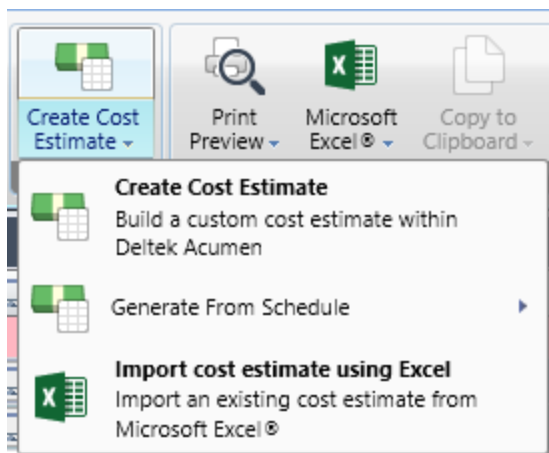 Create Cost
Estimate
Print
Preview
Microsoft
Excel®
Copy to
Clipboard
Create Cost Estimate
Build a custom cost estimate within
Deltek Acumen
Generate From Schedule
Import cost estimate using Excel
Import an existing cost estimate from
Microsoft Excel®